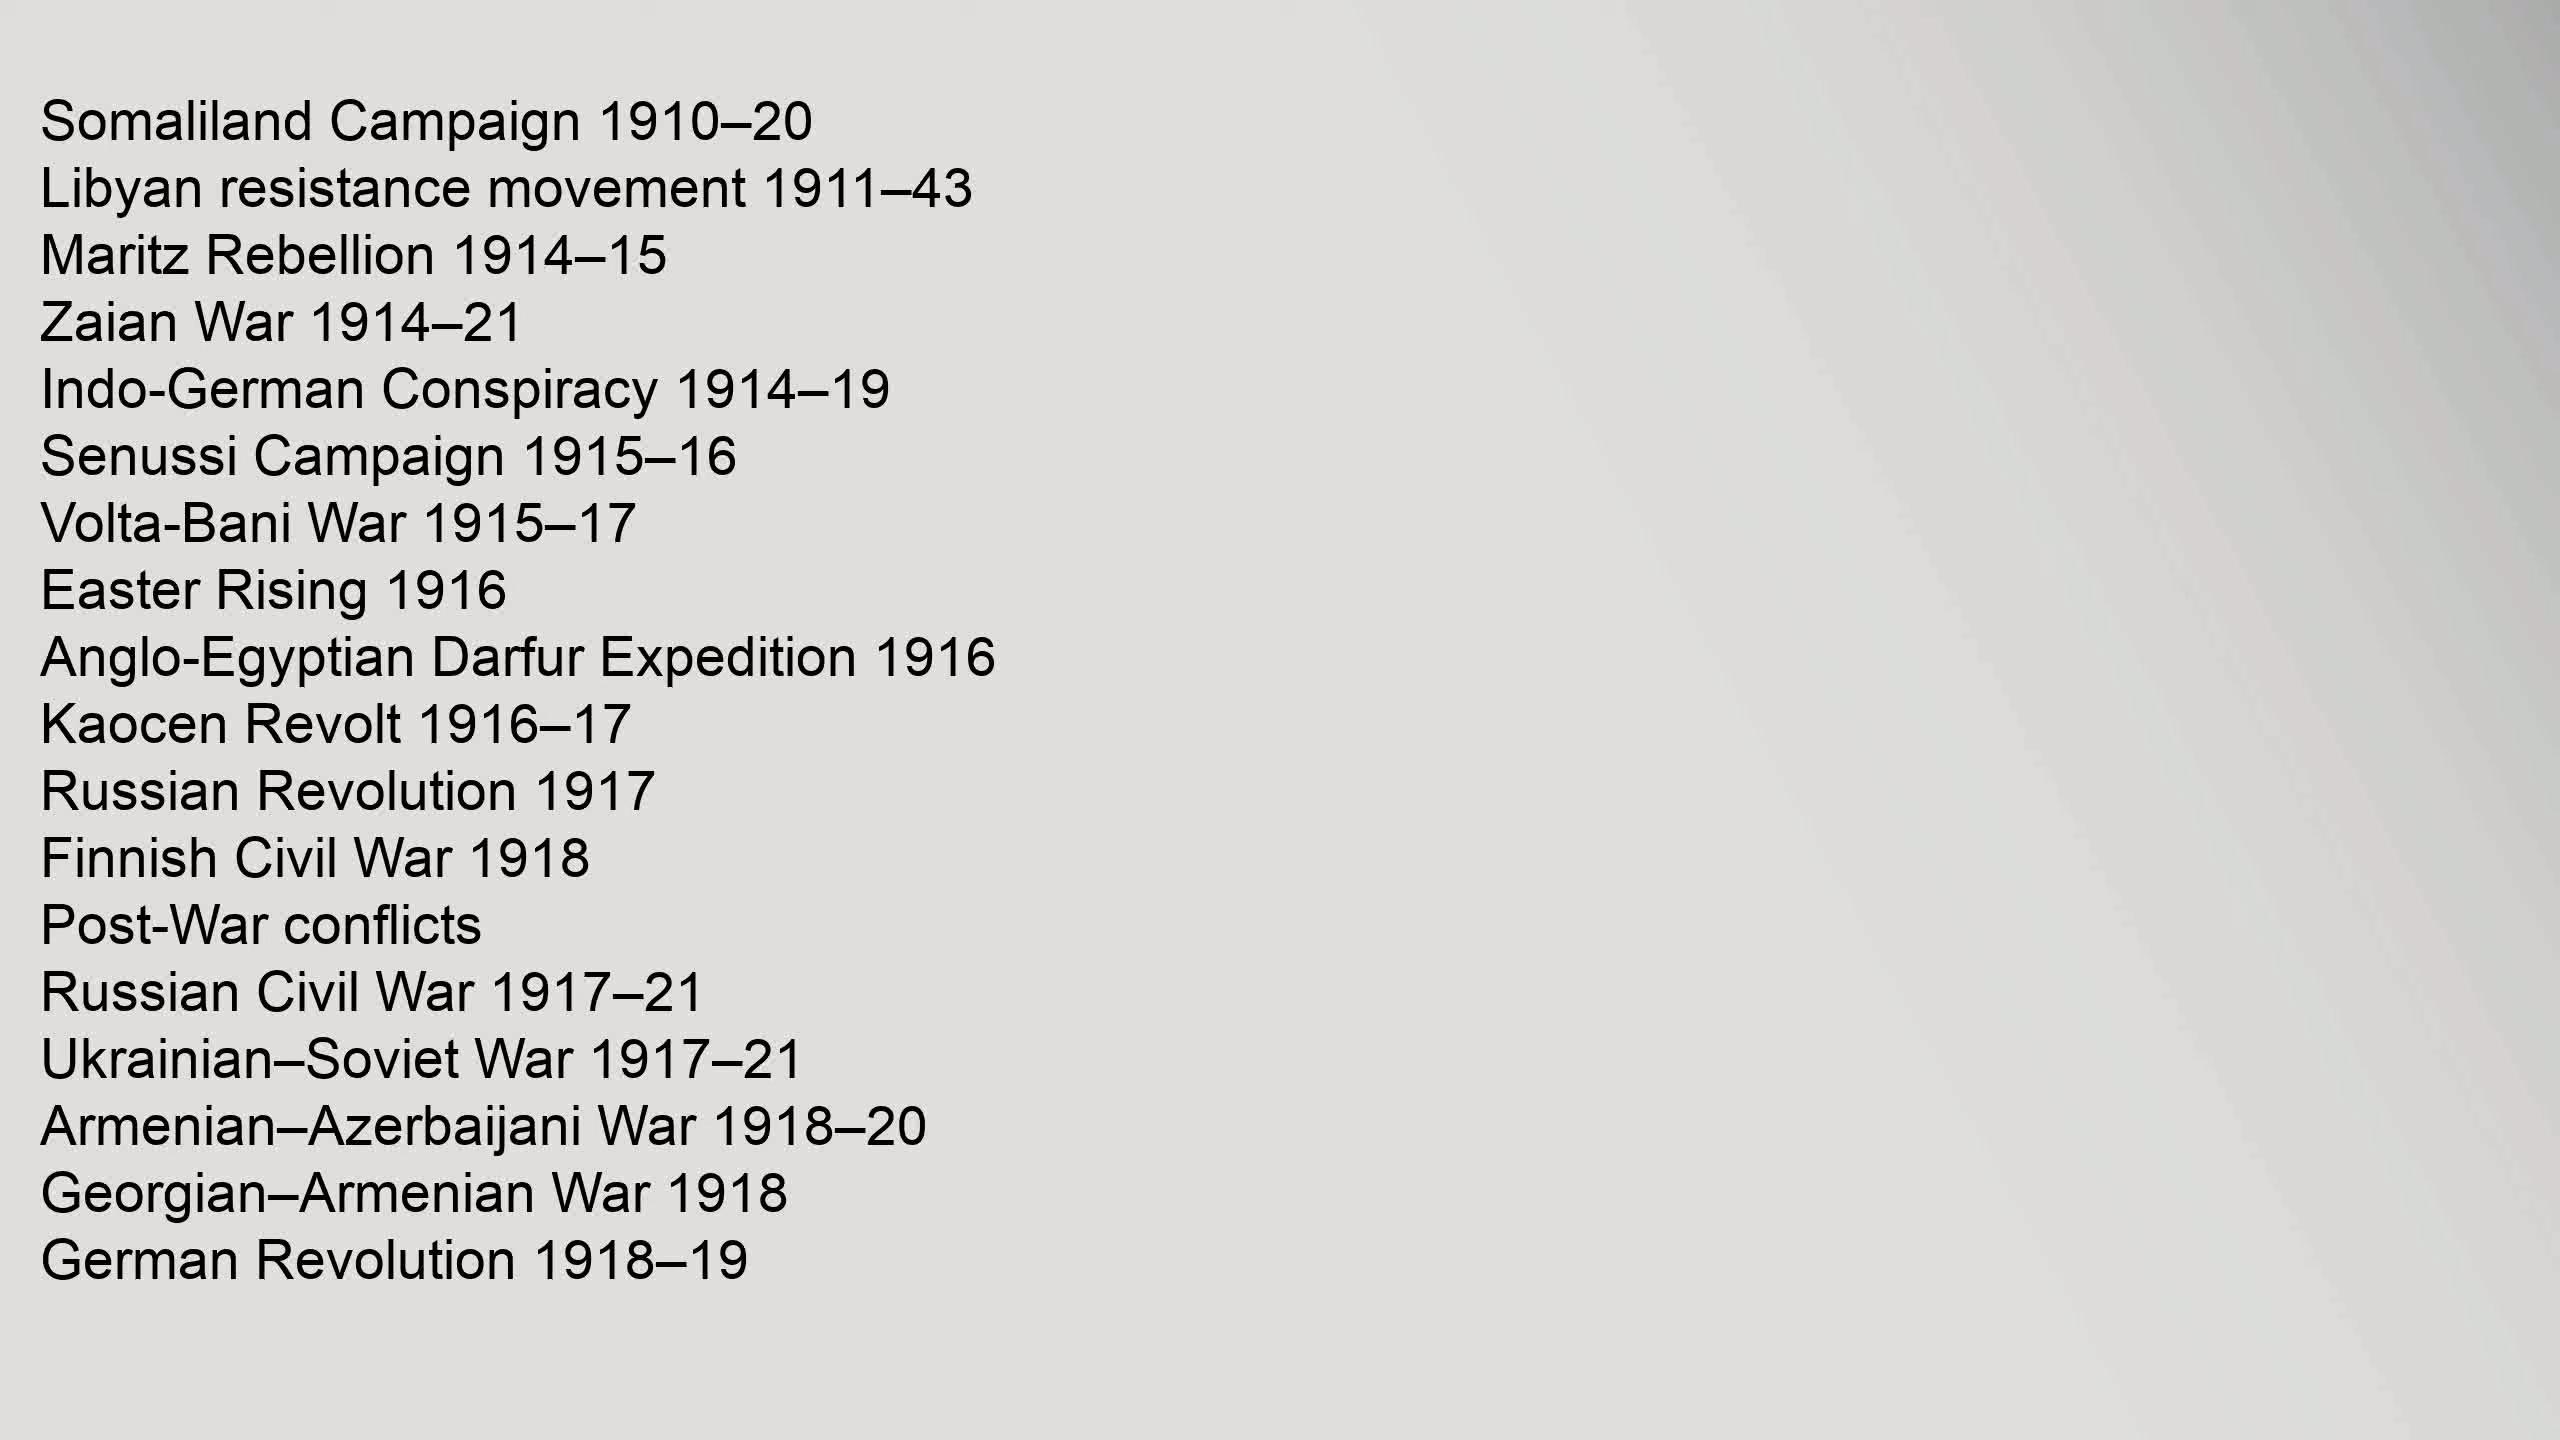 Somaliland Campaign 1910–20
Libyan resistance movement 1911–43
Maritz Rebellion 1914–15
Zaian War 1914–21
Indo-German Conspiracy 1914–19
Senussi Campaign 1915–16
Volta-Bani War 1915–17
Easter Rising 1916
Anglo-Egyptian Darfur Expedition 1916
Kaocen Revolt 1916–17
Russian Revolution 1917
Finnish Civil War 1918
Post-War conflicts
Russian Civil War 1917–21
Ukrainian–Soviet War 1917–21
Armenian–Azerbaijani War 1918–20
Georgian–Armenian War 1918
German Revolution 1918–19